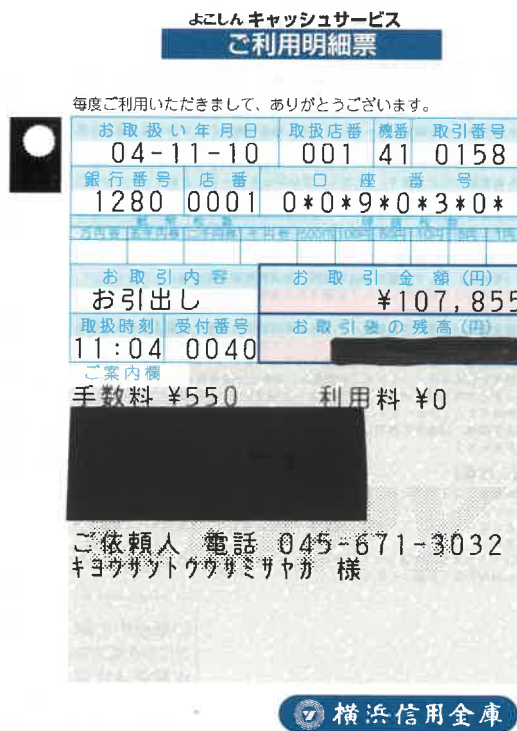 よこしん キャッシュサービス
ご利用明細票
毎度ご利用いただきまして、ありがとうございます。
お取扱い年月日 取扱店番 機番 取引番号
04-11-10 001 41 0158
銀行番号 店番 口座番号
1280 0001 0*0*9*0*3*0*
お取引内容 お取引金額(円)
お引出し ¥107,855
取扱時刻 受付番号 お取引後の残高(円)
11:04 0040
ご案内欄
手数料 ¥550 利用料 ¥0
ご依頼人 電話 045-671-3032
キヨウサントウウサミサヤカ 様
横浜信用金庫